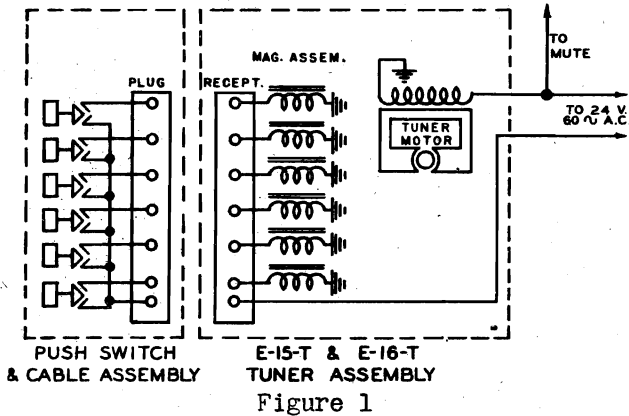 TO
MUTE
MAG. ASSEM.
PLUG
RECEPT.
TO 24 V.
60 ∿ A.C.
TUNER
MOTOR
PUSH SWITCH
& CABLE ASSEMBLY
E-15-T & E-16-T
TUNER ASSEMBLY
Figure 1